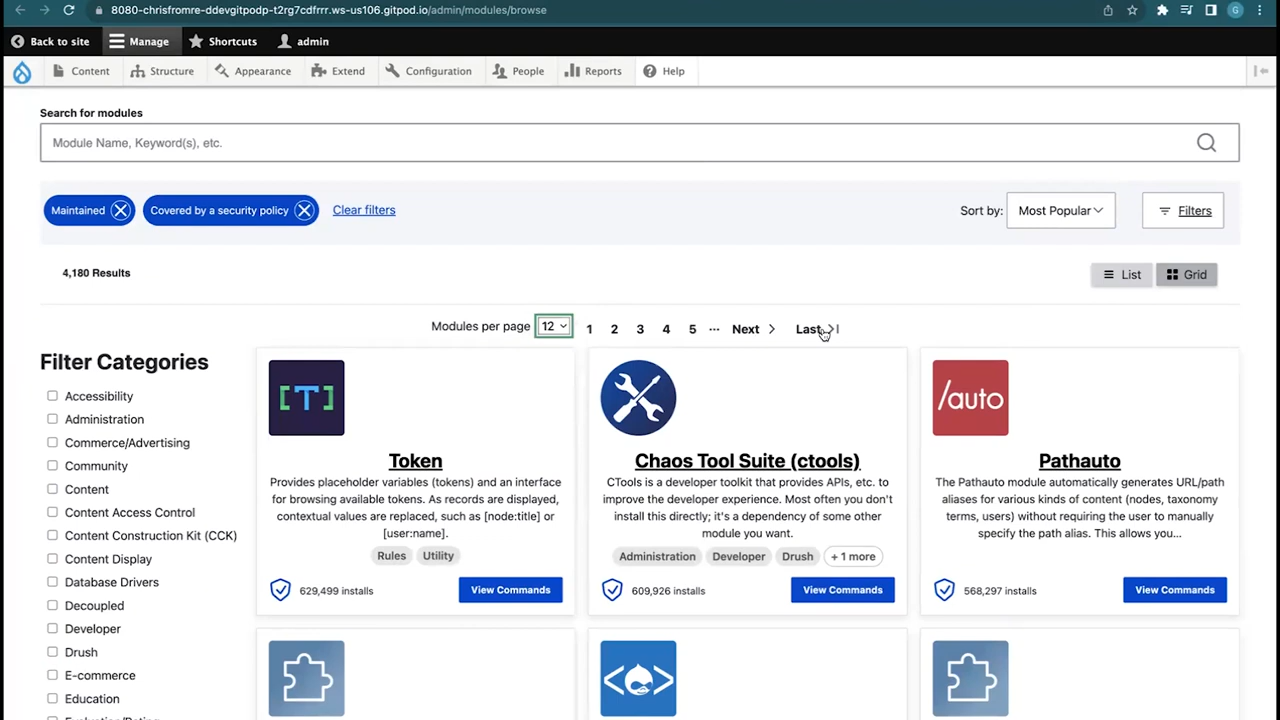 8080-chrisfromre-ddevgitpodp-t2rg7cdfrrr.ws-us106.gitpod.io/admin/modules/browse
G
Back to site
Manage
Shortcuts
admin
Content
Structure
Appearance
Extend
Configuration
People
Reports
Help
Search for modules
Module Name, Keyword(s), etc.
Maintained
Covered by a security policy
Clear filters
Sort by:
Most Popular
Filters
4,180 Results
List
Grid
Modules per page
12
1 2 3 4 5 ... Next Last
Filter Categories
Accessibility
Administration
Commerce/Advertising
Community
Content
Content Access Control
Content Construction Kit (CCK)
Content Display
Database Drivers
Decoupled
Developer
Drush
E-commerce
Education
[T]
Token
Provides placeholder variables (tokens) and an interface
for browsing available tokens. As records are displayed,
contextual values are replaced, such as [node:title] or
[user:name].
Rules
Utility
629,499 installs
View Commands
Chaos Tool Suite (ctools)
CTools is a developer toolkit that provides APIs, etc. to
improve the developer experience. Most often you don't
install this directly; it's a dependency of some other
module you want.
Administration
Developer
Drush
+ 1 more
609,926 installs
View Commands
/auto
Pathauto
The Pathauto module automatically generates URL/path
aliases for various kinds of content (nodes, taxonomy
terms, users) without requiring the user to manually
specify the path alias. This allows you...
568,297 installs
View Commands